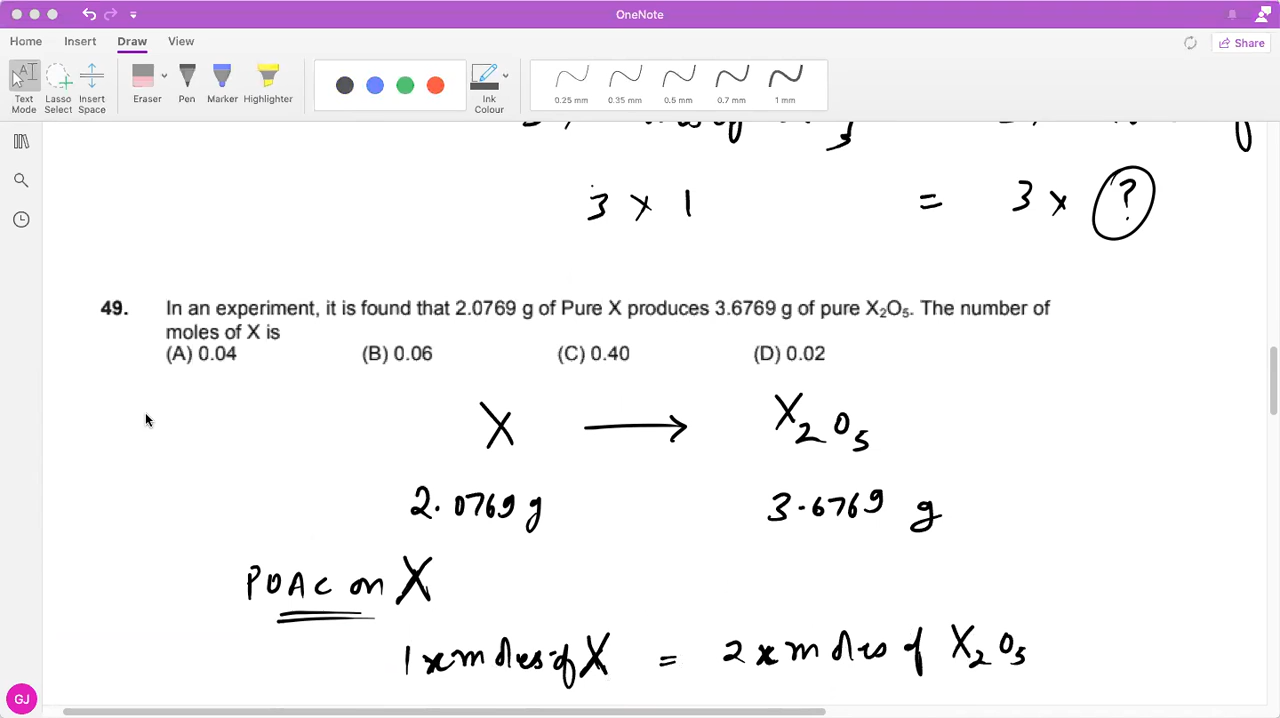 OneNote
Home Insert Draw View
Share
Text Mode
Lasso Select
Insert Space
Eraser
Pen
Marker
Highlighter
Ink Colour
0.25 mm
0.35 mm
0.5 mm
0.7 mm
1 mm
3 x 1 = 3 x ?
49. In an experiment, it is found that 2.0769 g of Pure X produces 3.6769 g of pure X₂O₅. The number of
moles of X is
(A) 0.04 (B) 0.06 (C) 0.40 (D) 0.02
X → X₂O₅
2.0769 g 3.6769 g
POAC on X
1 x moles of X = 2 x moles of X₂O₅
GJ